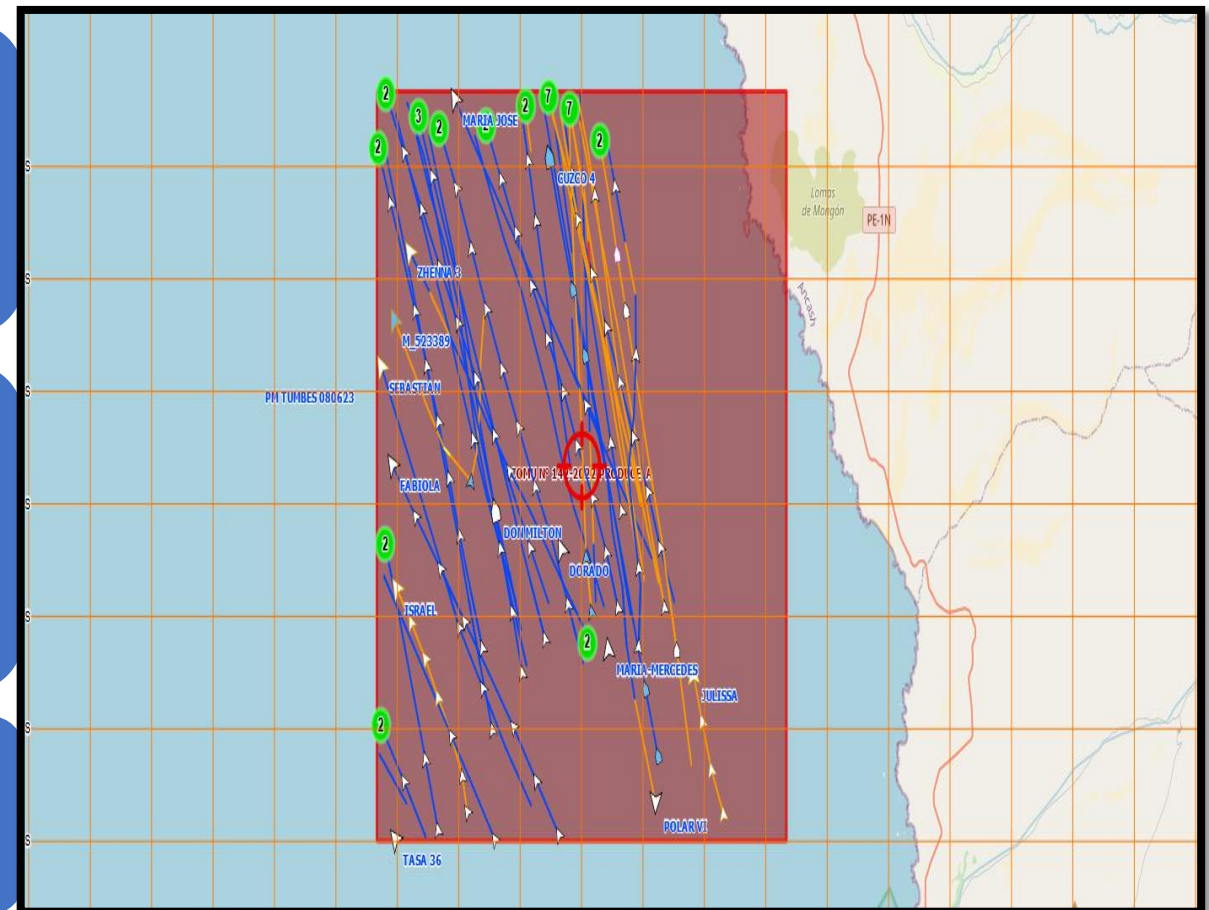 2
3
2
2
7
7
MARIA JOSE
2
2
CUZCO 4
Lomas
de Mongón
PE-1N
S
ZHENNA 3
S
Ancash
M_523389
SEBASTIAN
S
PM TUMBES 080623
FABIOLA
S
DON MILTON
2
DORADO
ISRAEL
S
2
MARIA-MERCEDES
JULISSA
2
S
POLAR VI
S
TASA 36